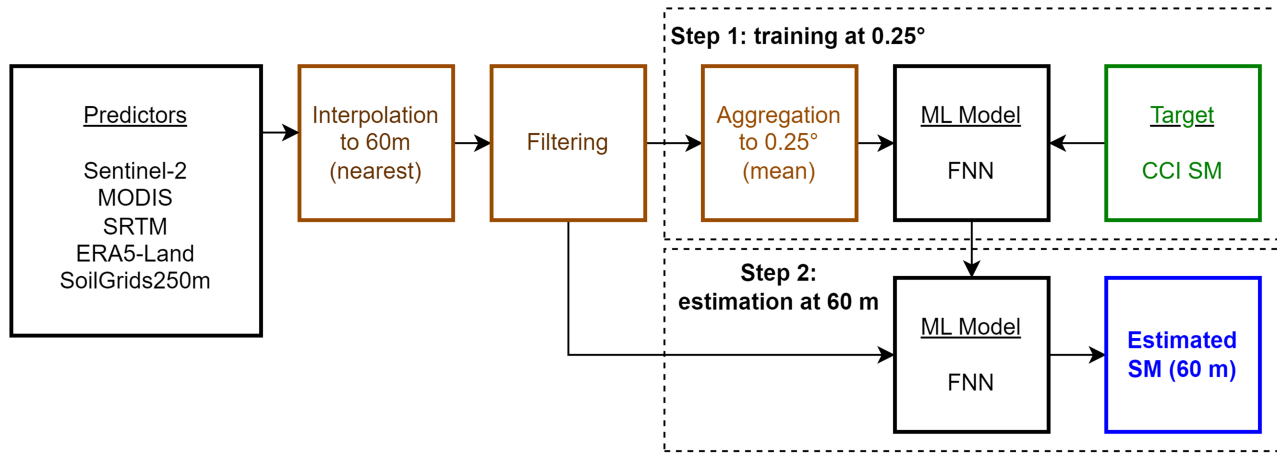 Step 1: training at 0.25°
Predictors
Sentinel-2
MODIS
SRTM
ERA5-Land
SoilGrids250m
Interpolation
to 60m
(nearest)
Filtering
Aggregation
to 0.25°
(mean)
ML Model
FNN
Target
CCI SM
Step 2:
estimation at 60 m
ML Model
FNN
Estimated
SM (60 m)